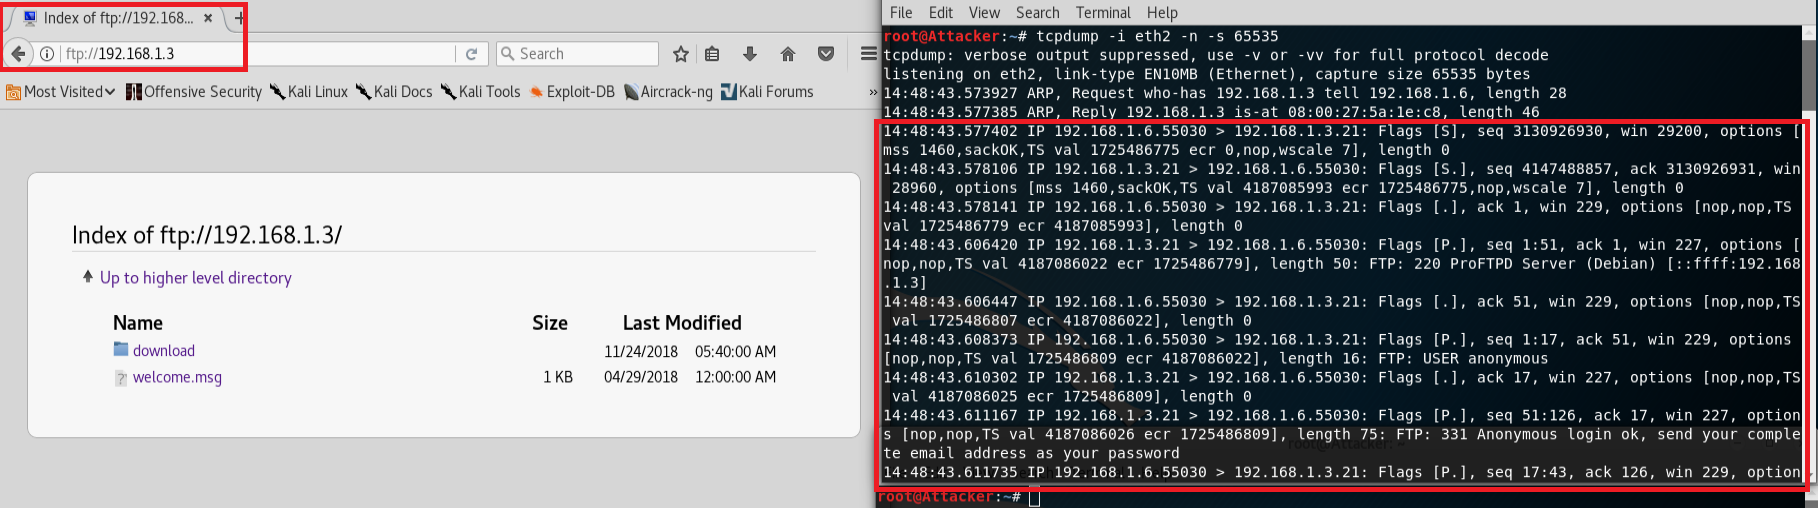 Index of ftp://192.168... × +
ftp://192.168.1.3
Search
Most Visited
Offensive Security
Kali Linux
Kali Docs
Kali Tools
Exploit-DB
Aircrack-ng
Kali Forums
»
Index of ftp://192.168.1.3/
Up to higher level directory
Name Size Last Modified
download 11/24/2018 05:40:00 AM
welcome.msg 1 KB 04/29/2018 12:00:00 AM
File Edit View Search Terminal Help
root@Attacker:~# tcpdump -i eth2 -n -s 65535
tcpdump: verbose output suppressed, use -v or -vv for full protocol decode
listening on eth2, link-type EN10MB (Ethernet), capture size 65535 bytes
14:48:43.573927 ARP, Request who-has 192.168.1.3 tell 192.168.1.6, length 28
14:48:43.577385 ARP, Reply 192.168.1.3 is-at 08:00:27:5a:1e:c8, length 46
14:48:43.577402 IP 192.168.1.6.55030 > 192.168.1.3.21: Flags [S], seq 3130926930, win 29200, options [
mss 1460,sackOK,TS val 1725486775 ecr 0,nop,wscale 7], length 0
14:48:43.578106 IP 192.168.1.3.21 > 192.168.1.6.55030: Flags [S.], seq 4147488857, ack 3130926931, win
28960, options [mss 1460,sackOK,TS val 4187085993 ecr 1725486775,nop,wscale 7], length 0
14:48:43.578141 IP 192.168.1.6.55030 > 192.168.1.3.21: Flags [.], ack 1, win 229, options [nop,nop,TS
val 1725486779 ecr 4187085993], length 0
14:48:43.606420 IP 192.168.1.3.21 > 192.168.1.6.55030: Flags [P.], seq 1:51, ack 1, win 227, options [
nop,nop,TS val 4187086022 ecr 1725486779], length 50: FTP: 220 ProFTPD Server (Debian) [::ffff:192.168
.1.3]
14:48:43.606447 IP 192.168.1.6.55030 > 192.168.1.3.21: Flags [.], ack 51, win 229, options [nop,nop,TS
val 1725486807 ecr 4187086022], length 0
14:48:43.608373 IP 192.168.1.6.55030 > 192.168.1.3.21: Flags [P.], seq 1:17, ack 51, win 229, options
[nop,nop,TS val 1725486809 ecr 4187086022], length 16: FTP: USER anonymous
14:48:43.610302 IP 192.168.1.3.21 > 192.168.1.6.55030: Flags [.], ack 17, win 227, options [nop,nop,TS
val 4187086025 ecr 1725486809], length 0
14:48:43.611167 IP 192.168.1.3.21 > 192.168.1.6.55030: Flags [P.], seq 51:126, ack 17, win 227, option
s [nop,nop,TS val 4187086026 ecr 1725486809], length 75: FTP: 331 Anonymous login ok, send your comple
te email address as your password
14:48:43.611735 IP 192.168.1.6.55030 > 192.168.1.3.21: Flags [P.], seq 17:43, ack 126, win 229, option
root@Attacker: ~
root@Attacker:~#